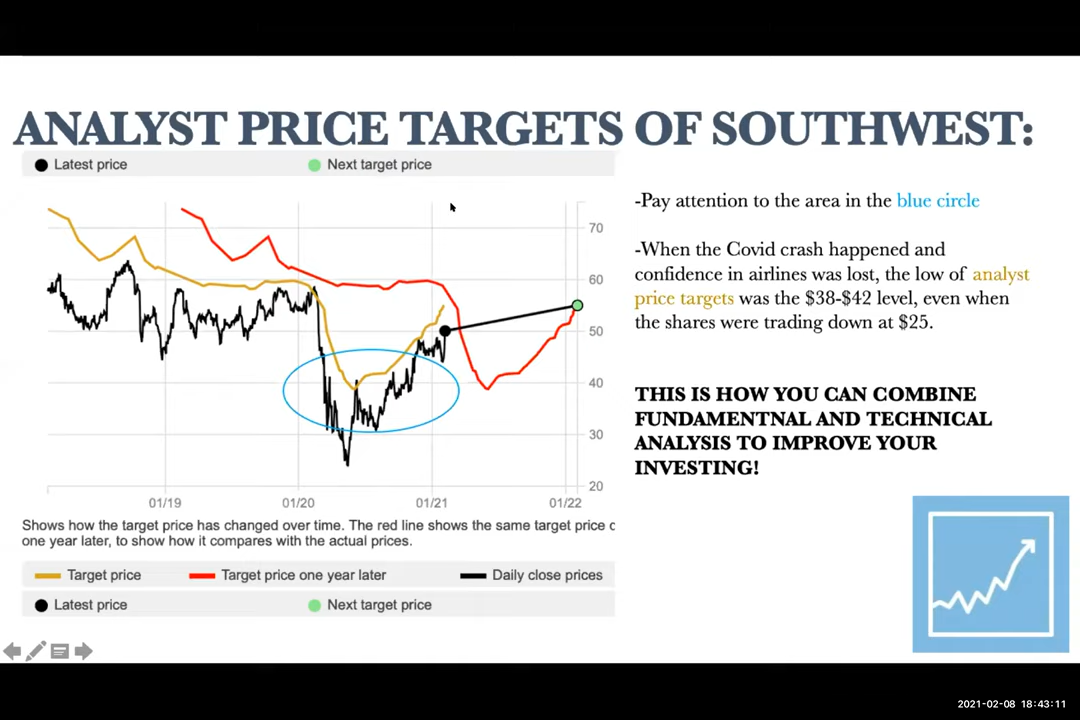 ANALYST PRICE TARGETS OF SOUTHWEST:
Latest price
Next target price
70
60
50
40
30
20
01/19
01/20
01/21
01/22
Shows how the target price has changed over time. The red line shows the same target price
one year later, to show how it compares with the actual prices.
Target price
Target price one year later
Daily close prices
Latest price
Next target price
-Pay attention to the area in the blue circle
-When the Covid crash happened and
confidence in airlines was lost, the low of analyst
price targets was the $38-$42 level, even when
the shares were trading down at $25.
THIS IS HOW YOU CAN COMBINE
FUNDAMENTNAL AND TECHNICAL
ANALYSIS TO IMPROVE YOUR
INVESTING!
2021-02-08 18:43:11